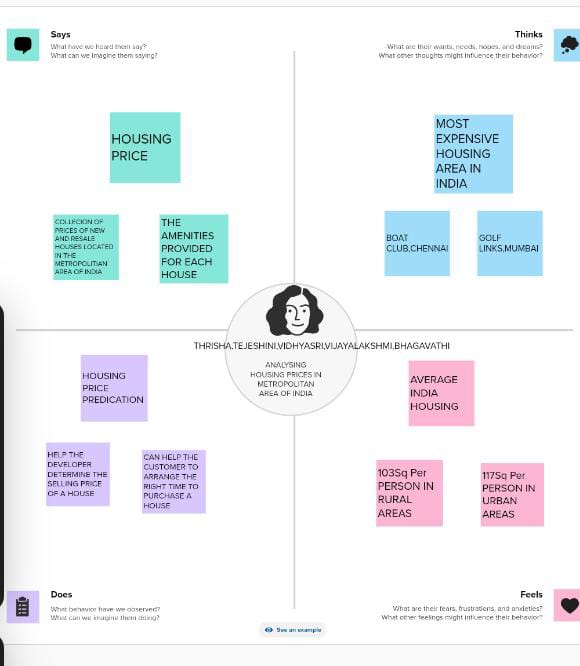 Says
What have we heard them say?
What can we imagine them saying?
Thinks
What are their wants, needs, hopes, and dreams?
What other thoughts might influence their behavior?
HOUSING
PRICE
COLLECION OF
PRICES OF NEW
AND RESALE
HOUSES LOCATED
IN THE
METROPOLITIAN
AREA OF INDIA
THE
AMENITIES
PROVIDED
FOR EACH
HOUSE
MOST
EXPENSIVE
HOUSING
AREA IN
INDIA
BOAT
CLUB,CHENNAI
GOLF
LINKS,MUMBAI
THRISHA,TEJESHINI,VIDHYASRI,VIJAYALAKSHMI,BHAGAVATHI
ANALYSING
HOUSING PRICES IN
METROPOLITAN
AREA OF INDIA
HOUSING
PRICE
PREDICATION
HELP THE
DEVELOPER
DETERMINE THE
SELLING PRICE
OF A HOUSE
CAN HELP THE
CUSTOMER TO
ARRANGE THE
RIGHT TIME TO
PURCHASE A
HOUSE
AVERAGE
INDIA
HOUSING
103Sq Per
PERSON IN
RURAL
AREAS
117Sq Per
PERSON IN
URBAN
AREAS
Does
What behavior have we observed?
What can we imagine them doing?
Feels
What are their fears, frustrations, and anxieties?
What other feelings might influence their behavior?
See an example